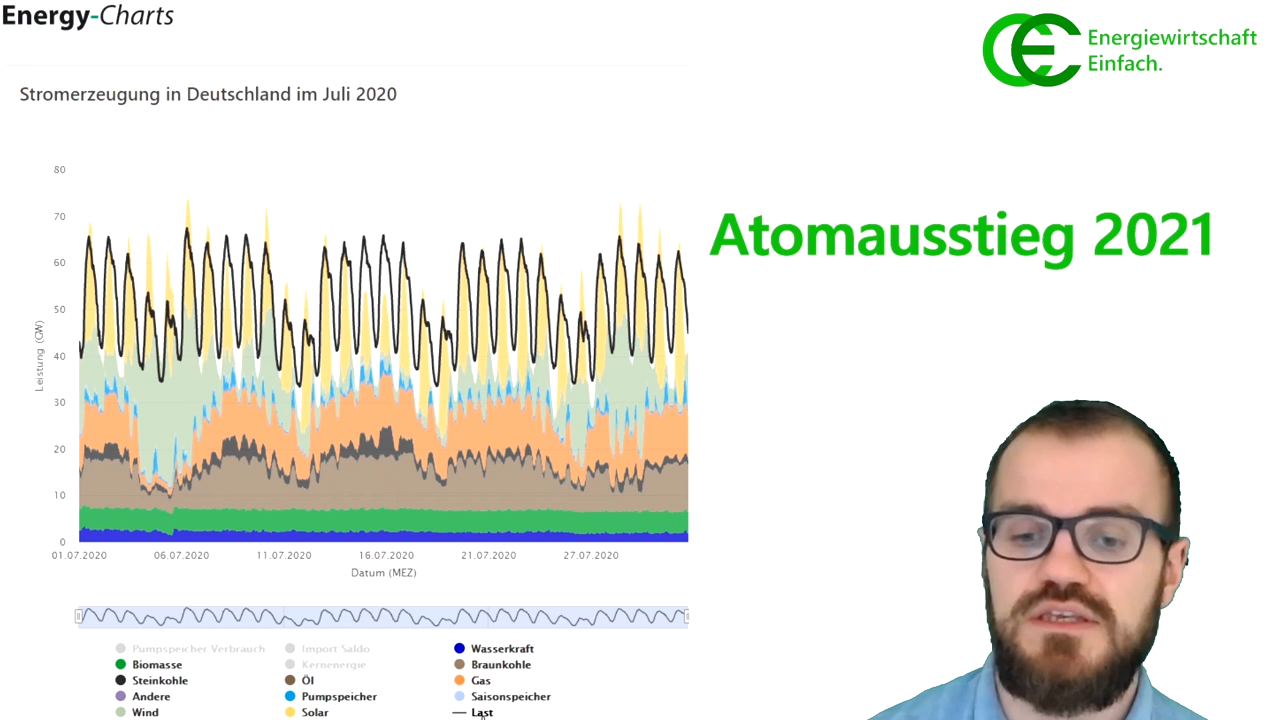 Energy-Charts
Energiewirtschaft
Einfach.
Stromerzeugung in Deutschland im Juli 2020
Atomausstieg 2021
Leistung (GW)
80
70
60
50
40
30
20
10
0
01.07.2020 06.07.2020 11.07.2020 16.07.2020 21.07.2020 27.07.2020
Datum (MEZ)
Pumpspeicher Verbrauch Import Saldo Wasserkraft
Biomasse Kernenergie Braunkohle
Steinkohle Öl Gas
Andere Pumpspeicher Saisonspeicher
Wind Solar Last